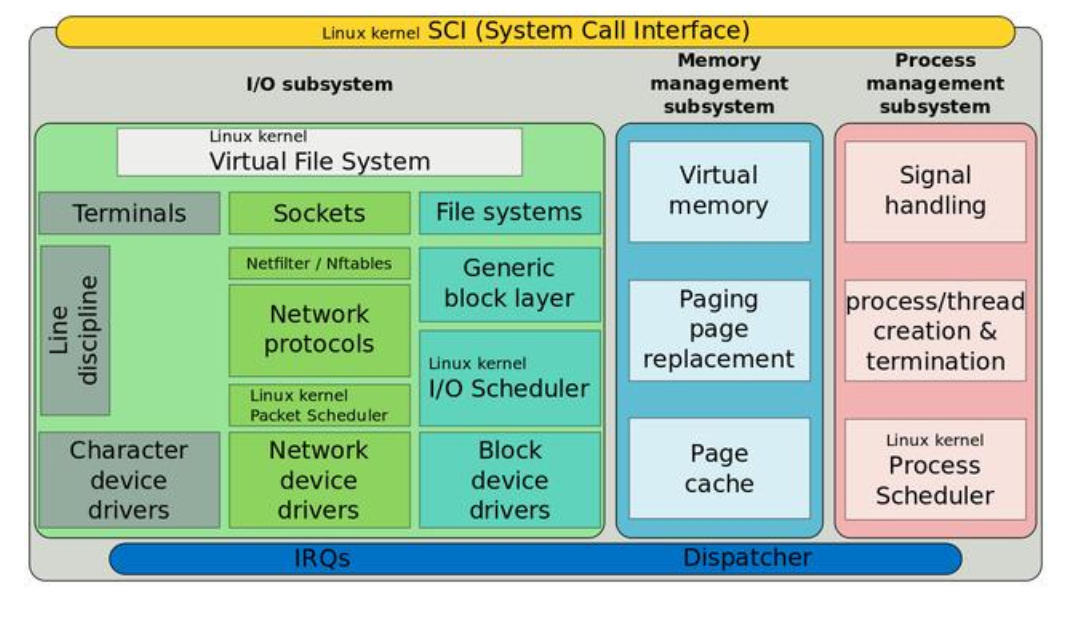 Linux kernel SCI (System Call Interface)
I/O subsystem
Memory
management
subsystem
Process
management
subsystem
Linux kernel
Virtual File System
Terminals
Sockets
File systems
Line
discipline
Netfilter / Nftables
Network
protocols
Linux kernel
Packet Scheduler
Generic
block layer
Linux kernel
I/O Scheduler
Character
device
drivers
Network
device
drivers
Block
device
drivers
Virtual
memory
Paging
page
replacement
Page
cache
Signal
handling
process/thread
creation &
termination
Linux kernel
Process
Scheduler
IRQs
Dispatcher